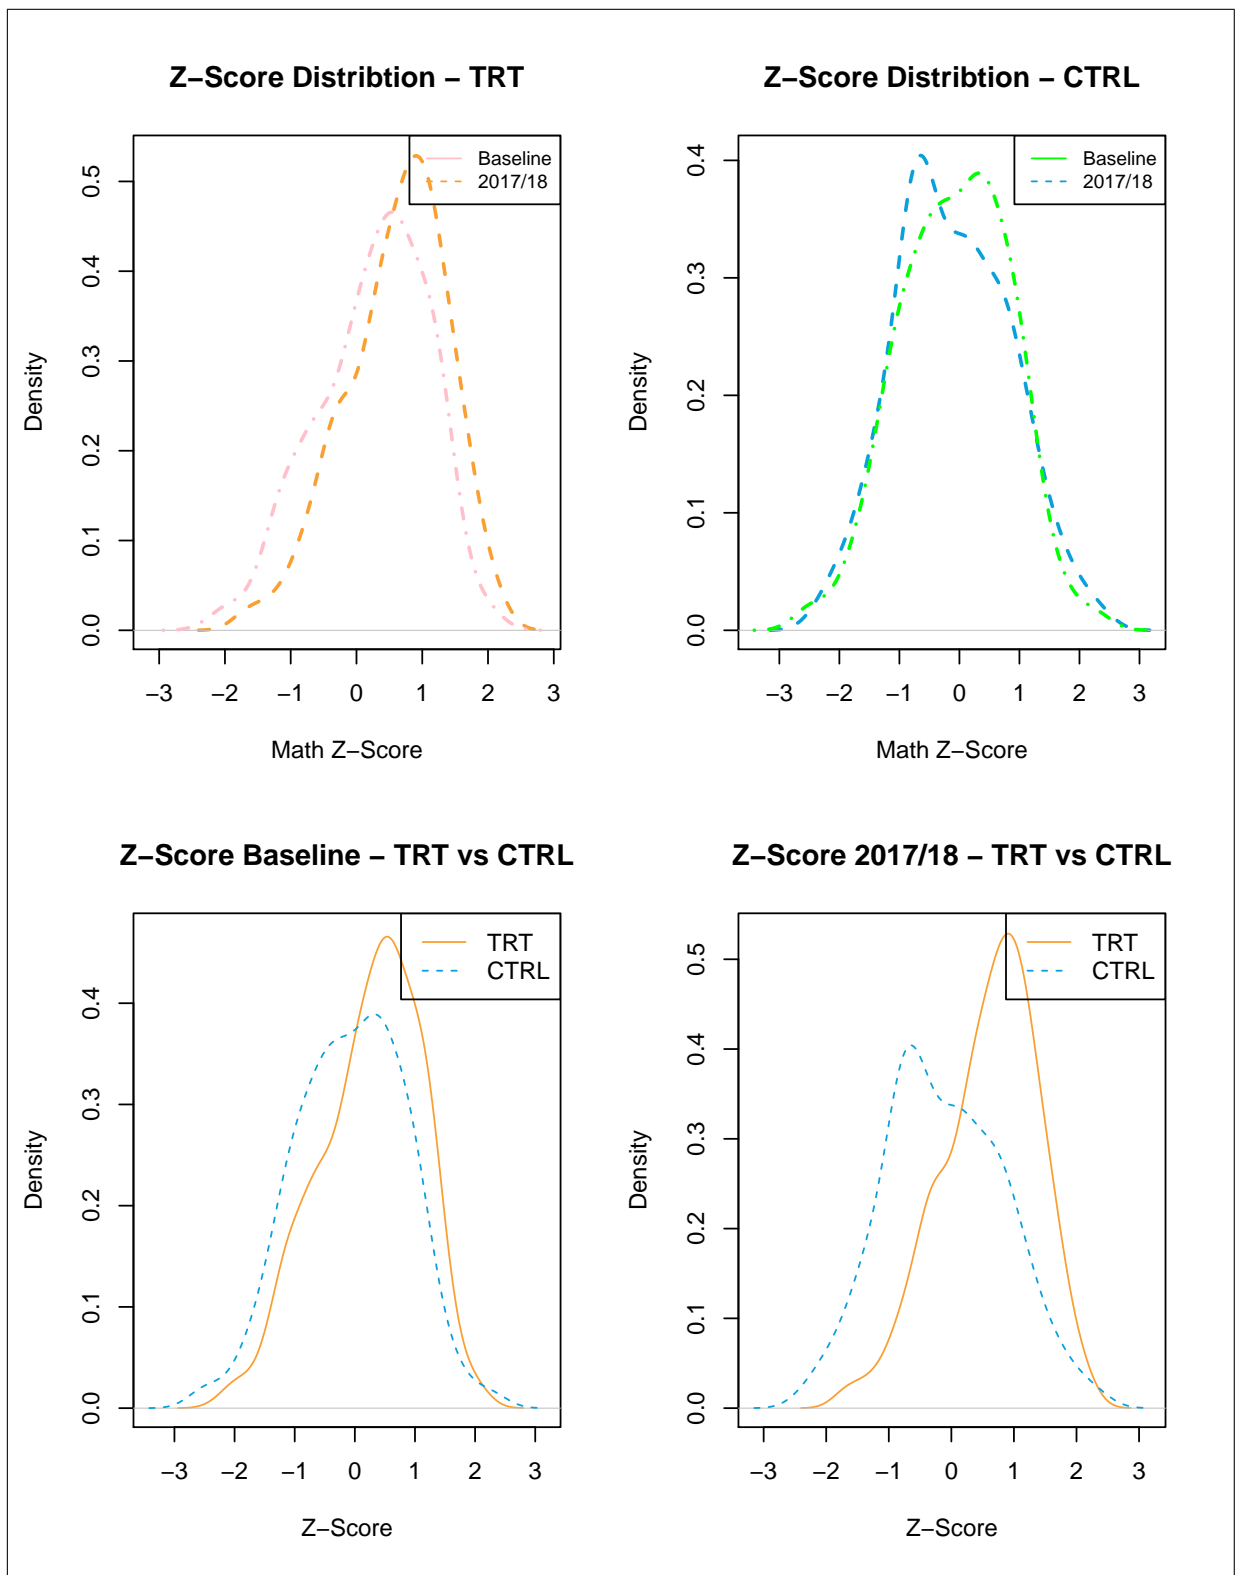 Z−Score Distribtion − TRT
Baseline
2017/18
Density
0.0 0.1 0.2 0.3 0.4 0.5
−3 −2 −1 0 1 2 3
Math Z−Score
Z−Score Distribtion − CTRL
Baseline
2017/18
Density
0.0 0.1 0.2 0.3 0.4
−3 −2 −1 0 1 2 3
Math Z−Score
Z−Score Baseline − TRT vs CTRL
TRT
CTRL
Density
0.0 0.1 0.2 0.3 0.4
−3 −2 −1 0 1 2 3
Z−Score
Z−Score 2017/18 − TRT vs CTRL
TRT
CTRL
Density
0.0 0.1 0.2 0.3 0.4 0.5
−3 −2 −1 0 1 2 3
Z−Score